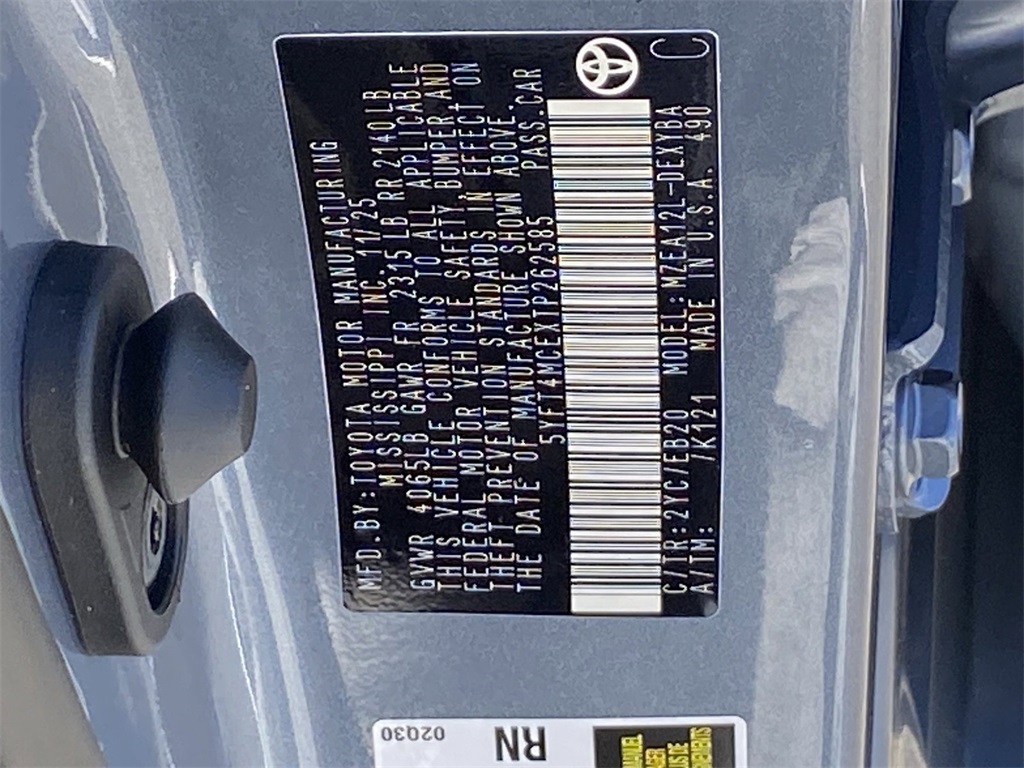 MFD.BY:TOYOTA MOTOR MANUFACTURING
MISSISSIPPI INC. 11/25
GVWR 4065LB GAWR FR 2315LB RR 2140LB
THIS VEHICLE CONFORMS TO ALL APPLICABLE
FEDERAL MOTOR VEHICLE SAFETY, BUMPER, AND
THEFT PREVENTION STANDARDS IN EFFECT ON
THE DATE OF MANUFACTURE SHOWN ABOVE.
5YFT4MCEXTP262585 PASS.CAR
C/TR:2YC7/EB20 MODEL:MZEA12L-DEXYBA
A/TM: 7K121 MADE IN U.S.A. 490
C
02Q30
RN